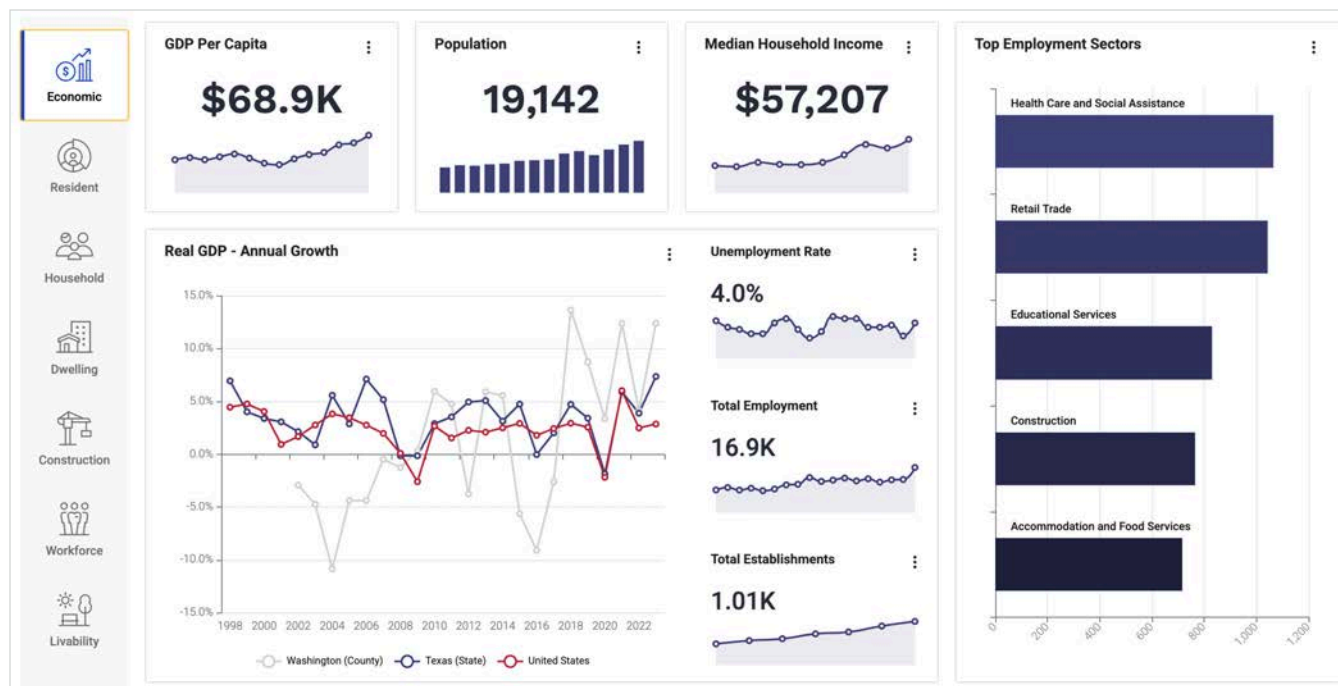 Economic
Resident
Household
Dwelling
Construction
Workforce
Livability
GDP Per Capita
$68.9K
Population
19,142
Median Household Income
$57,207
Real GDP - Annual Growth
15.0%
10.0%
5.0%
0.0%
-5.0%
-10.0%
-15.0%
1998 2000 2002 2004 2006 2008 2010 2012 2014 2016 2018 2020 2022
Washington (County) Texas (State) United States
Unemployment Rate
4.0%
Total Employment
16.9K
Total Establishments
1.01K
Top Employment Sectors
Health Care and Social Assistance
Retail Trade
Educational Services
Construction
Accommodation and Food Services
0 200 400 600 800 1,000 1,200